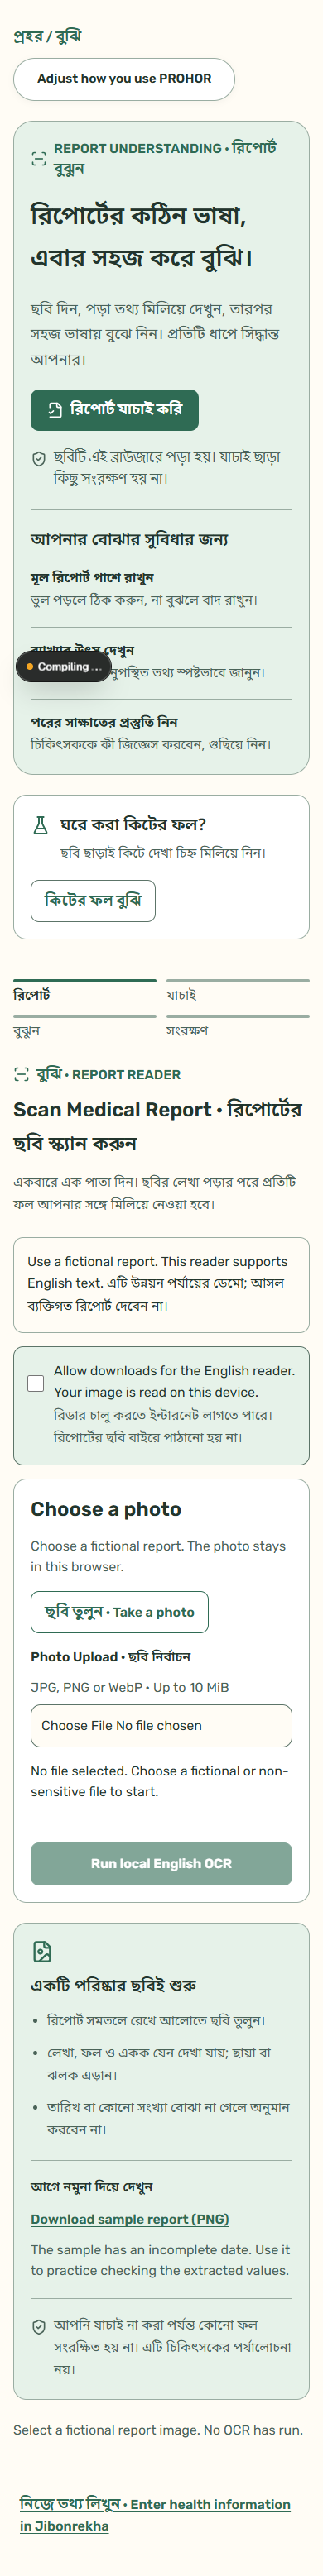 প্রহর / বুঝি
Adjust how you use PROHOR
REPORT UNDERSTANDING • রিপোর্ট
বুঝুন
রিপোর্টের কঠিন ভাষা,
এবার সহজ করে বুঝি।
ছবি দিন, পড়া তথ্য মিলিয়ে দেখুন, তারপর
সহজ ভাষায় বুঝে নিন। প্রতিটি ধাপে সিদ্ধান্ত
আপনার।
রিপোর্ট যাচাই করি
ছবিটি এই ব্রাউজারে পড়া হয়। যাচাই ছাড়া
কিছু সংরক্ষণ হয় না।
আপনার বোঝার সুবিধার জন্য
মূল রিপোর্ট পাশে রাখুন
ভুল পড়লে ঠিক করুন, না বুঝলে বাদ রাখুন।
দেখুন
Compiling ...
তথ্য স্পষ্টভাবে জানুন।
পরের সাক্ষাতের প্রস্তুতি নিন
চিকিৎসককে কী জিজ্ঞেস করবেন, গুছিয়ে নিন।
ঘরে করা কিটের ফল?
ছবি ছাড়াই কিটে দেখা চিহ্ন মিলিয়ে নিন।
কিটের ফল বুঝি
রিপোর্ট
যাচাই
বুঝুন
সংরক্ষণ
বুঝি • REPORT READER
Scan Medical Report • রিপোর্টের
ছবি স্ক্যান করুন
একবারে এক পাতা দিন। ছবির লেখা পড়ার পরে প্রতিটি
ফল আপনার সঙ্গে মিলিয়ে নেওয়া হবে।
Use a fictional report. This reader supports
English text. এটি উন্নয়ন পর্যায়ের ডেমো; আসল
ব্যক্তিগত রিপোর্ট দেবেন না।
Allow downloads for the English reader.
Your image is read on this device.
রিডার চালু করতে ইন্টারনেট লাগতে পারে।
রিপোর্টের ছবি বাইরে পাঠানো হয় না।
Choose a photo
Choose a fictional report. The photo stays
in this browser.
ছবি তুলুন • Take a photo
Photo Upload • ছবি নির্বাচন
JPG, PNG or WebP • Up to 10 MiB
Choose File No file chosen
No file selected. Choose a fictional or non-
sensitive file to start.
Run local English OCR
একটি পরিষ্কার ছবিই শুরু
• রিপোর্ট সমতলে রেখে আলোতে ছবি তুলুন।
• লেখা, ফল ও একক যেন দেখা যায়; ছায়া বা
ঝলক এড়ান।
• তারিখ বা কোনো সংখ্যা বোঝা না গেলে অনুমান
করবেন না।
আগে নমুনা দিয়ে দেখুন
Download sample report (PNG)
The sample has an incomplete date. Use it
to practice checking the extracted values.
আপনি যাচাই না করা পর্যন্ত কোনো ফল
সংরক্ষিত হয় না। এটি চিকিৎসকের পর্যালোচনা
নয়।
Select a fictional report image. No OCR has run.
নিজে তথ্য লিখুন • Enter health information
in Jibonrekha